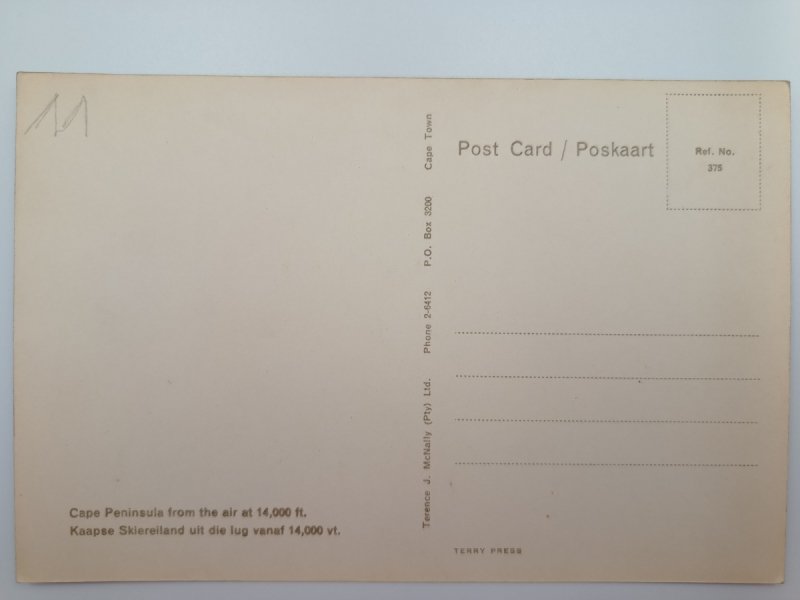 11
Post Card / Poskaart
Ref. No.
375
Terence J. McNally (Pty) Ltd. Phone 2-6412 P.O. Box 3200 Cape Town
Cape Peninsula from the air at 14,000 ft.
Kaapse Skiereiland uit die lug vanaf 14,000 vt.
TERRY PRESS